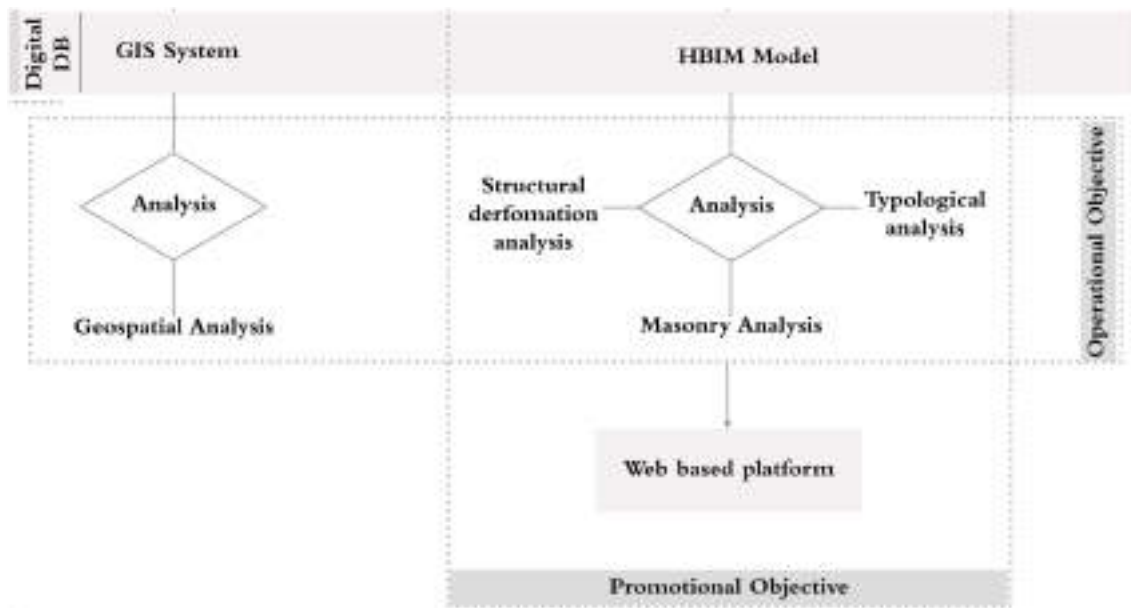 Digital
DB
GIS System
HBIM Model
Analysis
Structural
derfomation
analysis
Analysis
Typological
analysis
Geospatial Analysis
Masonry Analysis
Operational Objective
Web based platform
Promotional Objective